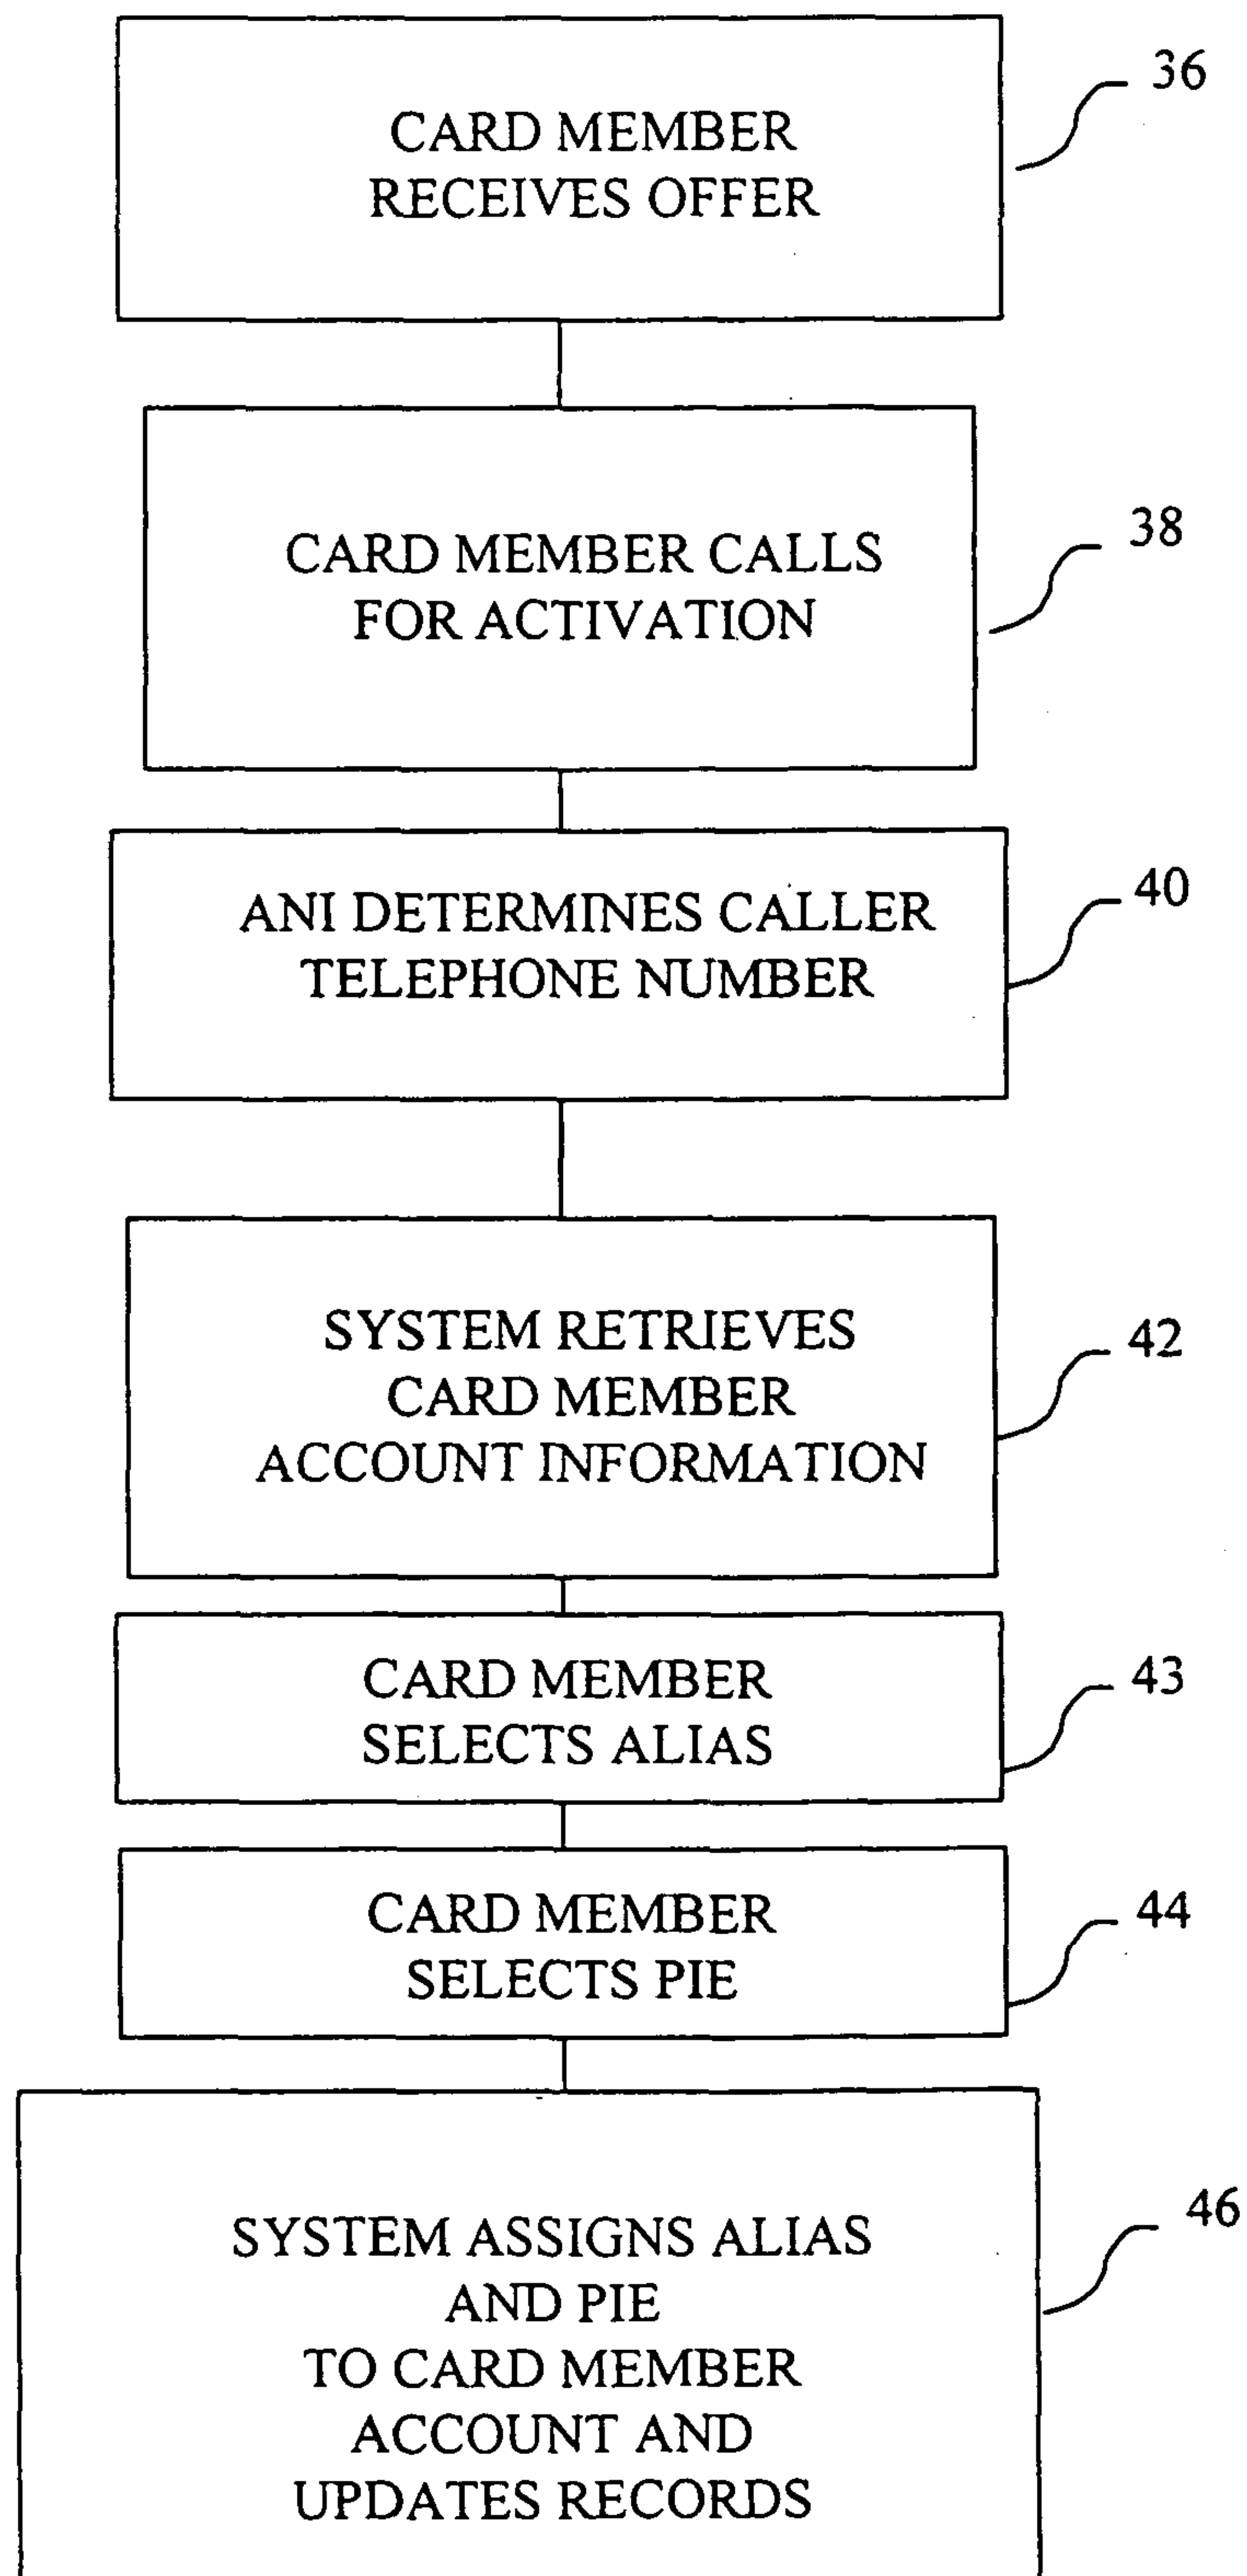 36
CARD MEMBER
RECEIVES OFFER
38
CARD MEMBER CALLS
FOR ACTIVATION
40
ANI DETERMINES CALLER
TELEPHONE NUMBER
42
SYSTEM RETRIEVES
CARD MEMBER
ACCOUNT INFORMATION
43
CARD MEMBER
SELECTS ALIAS
44
CARD MEMBER
SELECTS PIE
46
SYSTEM ASSIGNS ALIAS
AND PIE
TO CARD MEMBER
ACCOUNT AND
UPDATES RECORDS